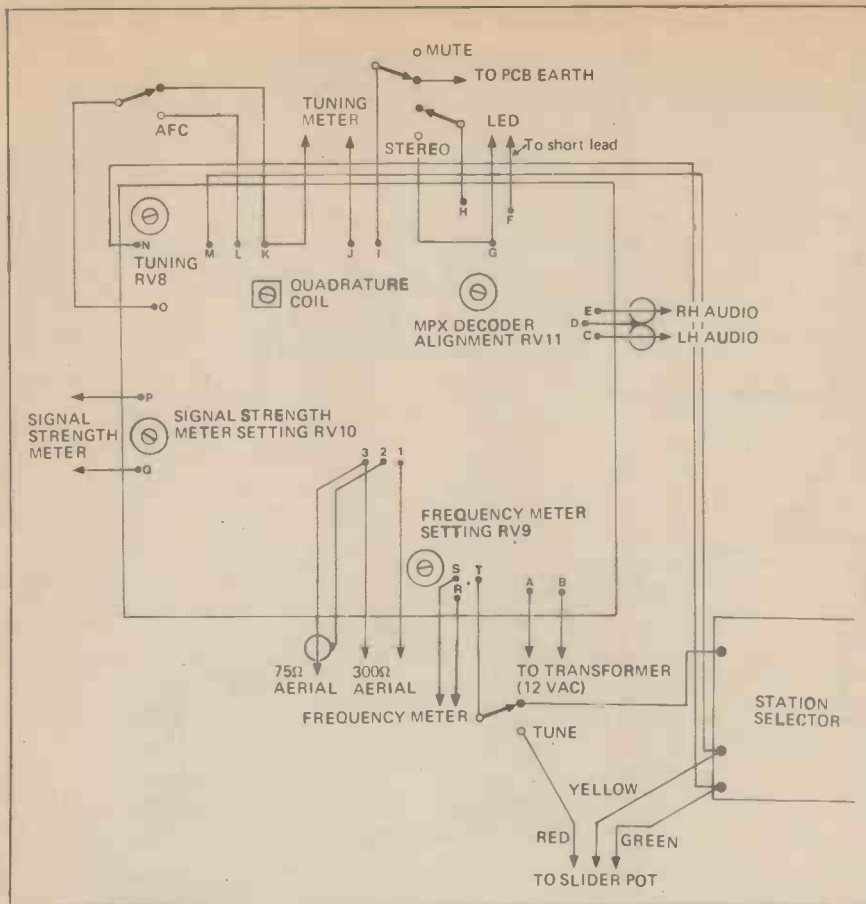 MUTE
TO PCB EARTH
AFC
TUNING
METER
STEREO
LED
To short lead
H
F
N
M
L
K
J
I
G
TUNING
RV8
O
QUADRATURE
COIL
MPX DECODER
ALIGNMENT RV11
E
D
C
RH AUDIO
LH AUDIO
P
SIGNAL
STRENGTH
METER
SIGNAL STRENGTH
METER SETTING RV10
Q
3 2 1
FREQUENCY METER
SETTING RV9
S T
R
A B
75Ω
AERIAL
300Ω
AERIAL
TO TRANSFORMER
(12 VAC)
FREQUENCY METER
TUNE
STATION
SELECTOR
YELLOW
RED
GREEN
TO SLIDER POT